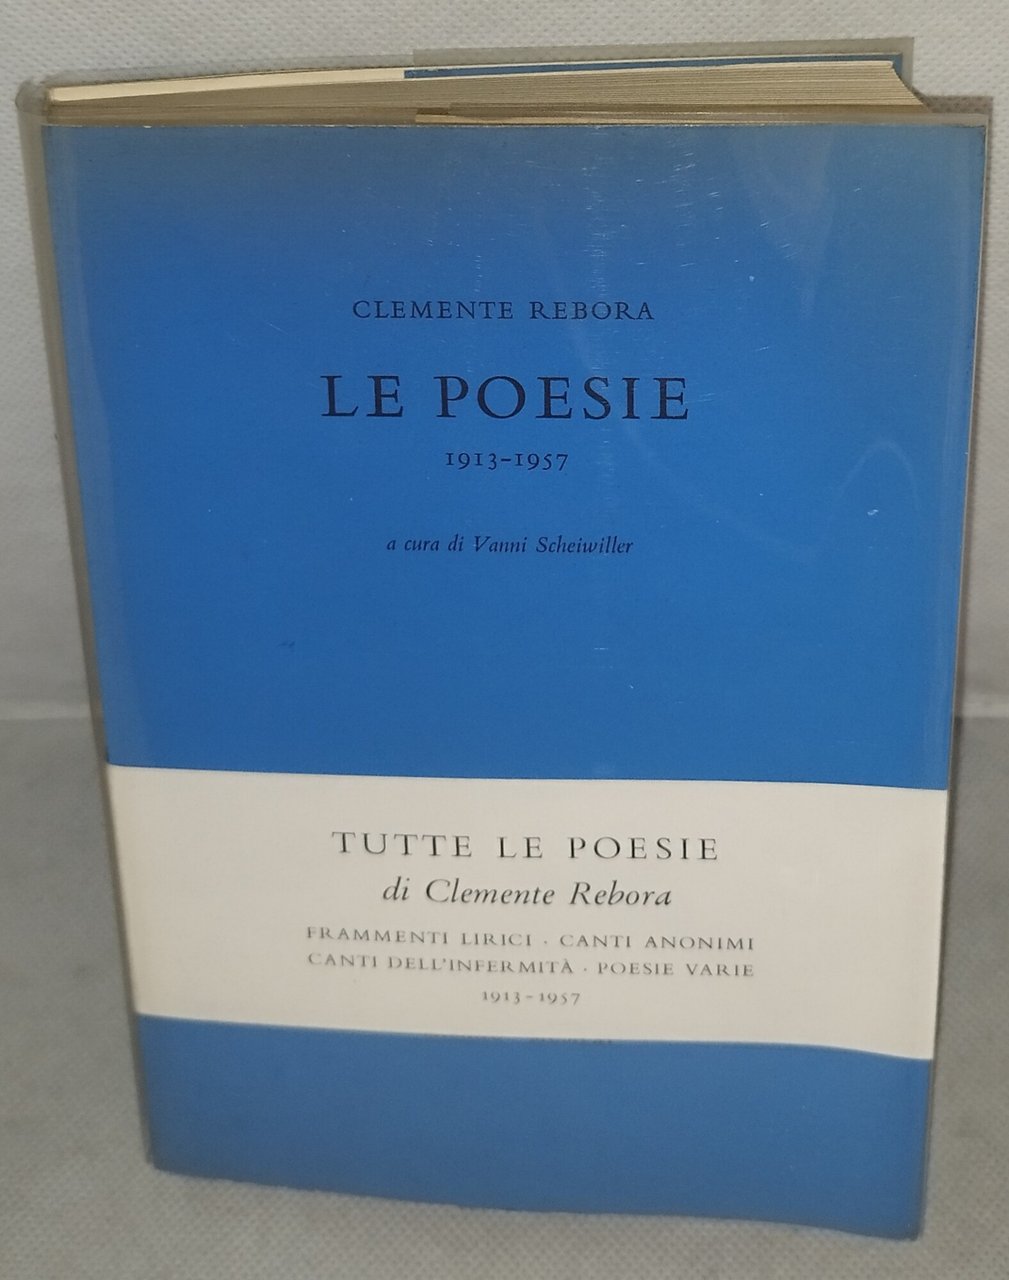 CLEMENTE REBORA
LE POESIE
1913-1957
a cura di Vanni Scheiwiller
TUTTE LE POESIE
di Clemente Rebora
FRAMMENTI LIRICI · CANTI ANONIMI
CANTI DELL'INFERMITÀ · POESIE VARIE
1913-1957